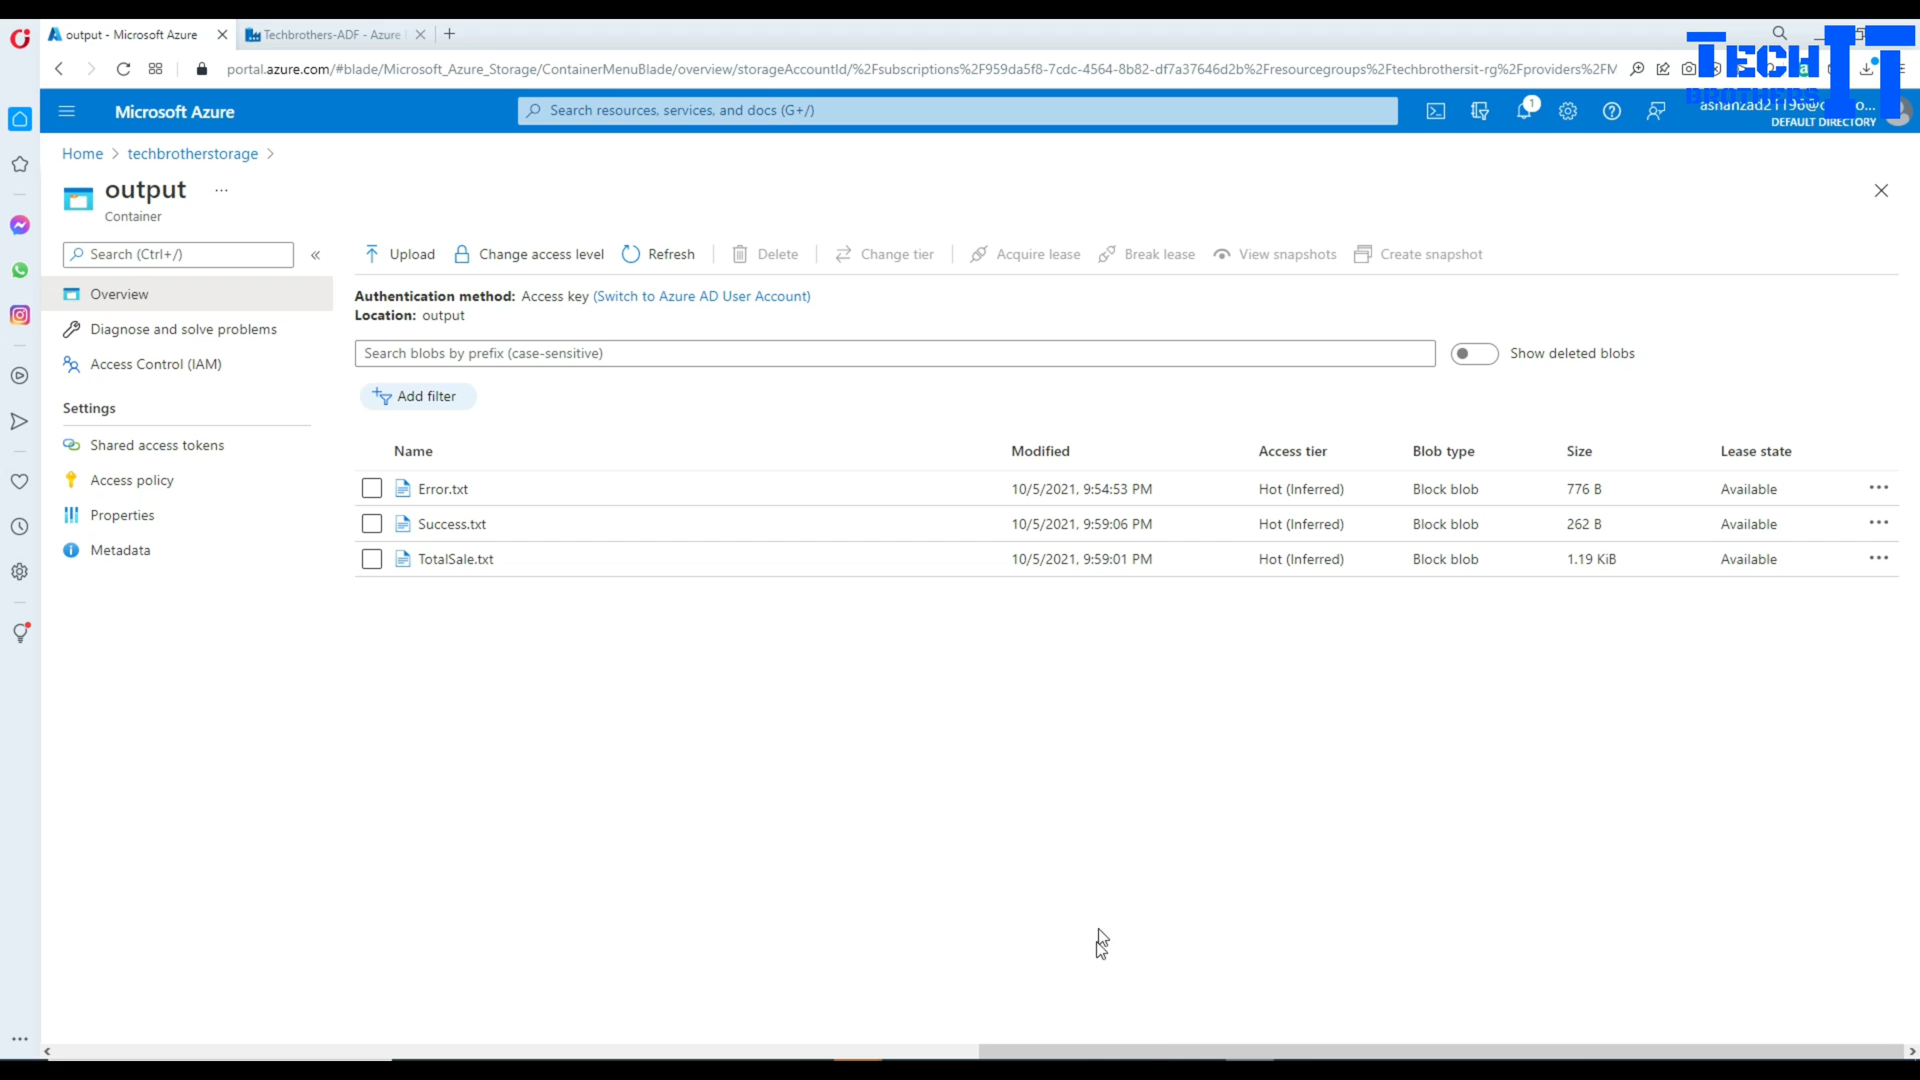 output - Microsoft Azure
Techbrothers-ADF - Azure
portal.azure.com/#blade/Microsoft_Azure_Storage/ContainerMenuBlade/overview/storageAccountId/%2Fsubscriptions%2F959da5f8-7cdc-4564-8b82-df7a37646d2b%2Fresourcegroups%2Ftechbrothersit-rg%2Fproviders%2FM
TECH IT
BROTHERS
Microsoft Azure
Search resources, services, and docs (G+/)
1
DEFAULT DIRECTORY
Home > techbrotherstorage >
output ...
Container
Search (Ctrl+/)
«
Upload
Change access level
Refresh
Delete
Change tier
Acquire lease
Break lease
View snapshots
Create snapshot
Overview
Diagnose and solve problems
Access Control (IAM)
Settings
Shared access tokens
Access policy
Properties
Metadata
Authentication method: Access key (Switch to Azure AD User Account)
Location: output
Search blobs by prefix (case-sensitive)
Show deleted blobs
Add filter
Name Modified Access tier Blob type Size Lease state
Error.txt 10/5/2021, 9:54:53 PM Hot (Inferred) Block blob 776 B Available ...
Success.txt 10/5/2021, 9:59:06 PM Hot (Inferred) Block blob 262 B Available ...
TotalSale.txt 10/5/2021, 9:59:01 PM Hot (Inferred) Block blob 1.19 KiB Available ...